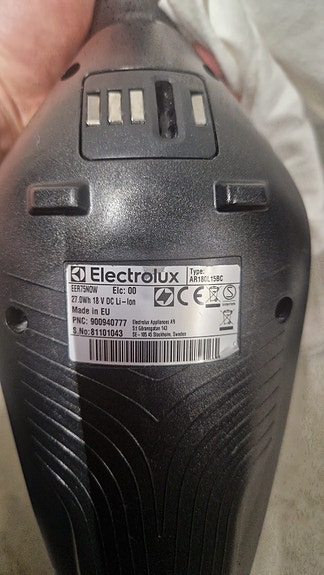 Electrolux
Type:
AR180L15BC
EER75NOW Elc: 00
27.0Wh 18 V DC Li-Ion
Made in EU
PNC: 900940777
Electrolux Appliances AB
S:t Göransgatan 143
S.No: 81101043
SE - 105 45 Stockholm. Sweden